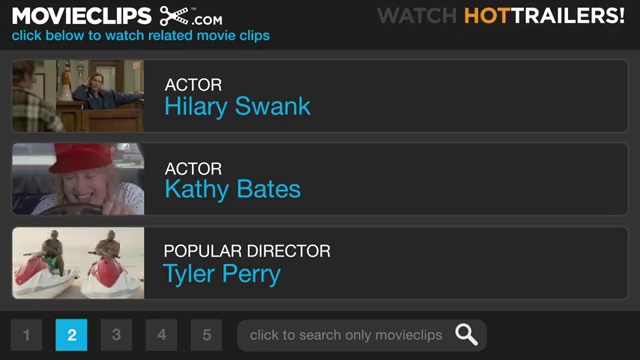 MOVIECLIPS .COM
WATCH HOTTRAILERS!
click below to watch related movie clips
ACTOR
Hilary Swank
ACTOR
Kathy Bates
POPULAR DIRECTOR
Tyler Perry
1 2 3 4 5
click to search only movieclips